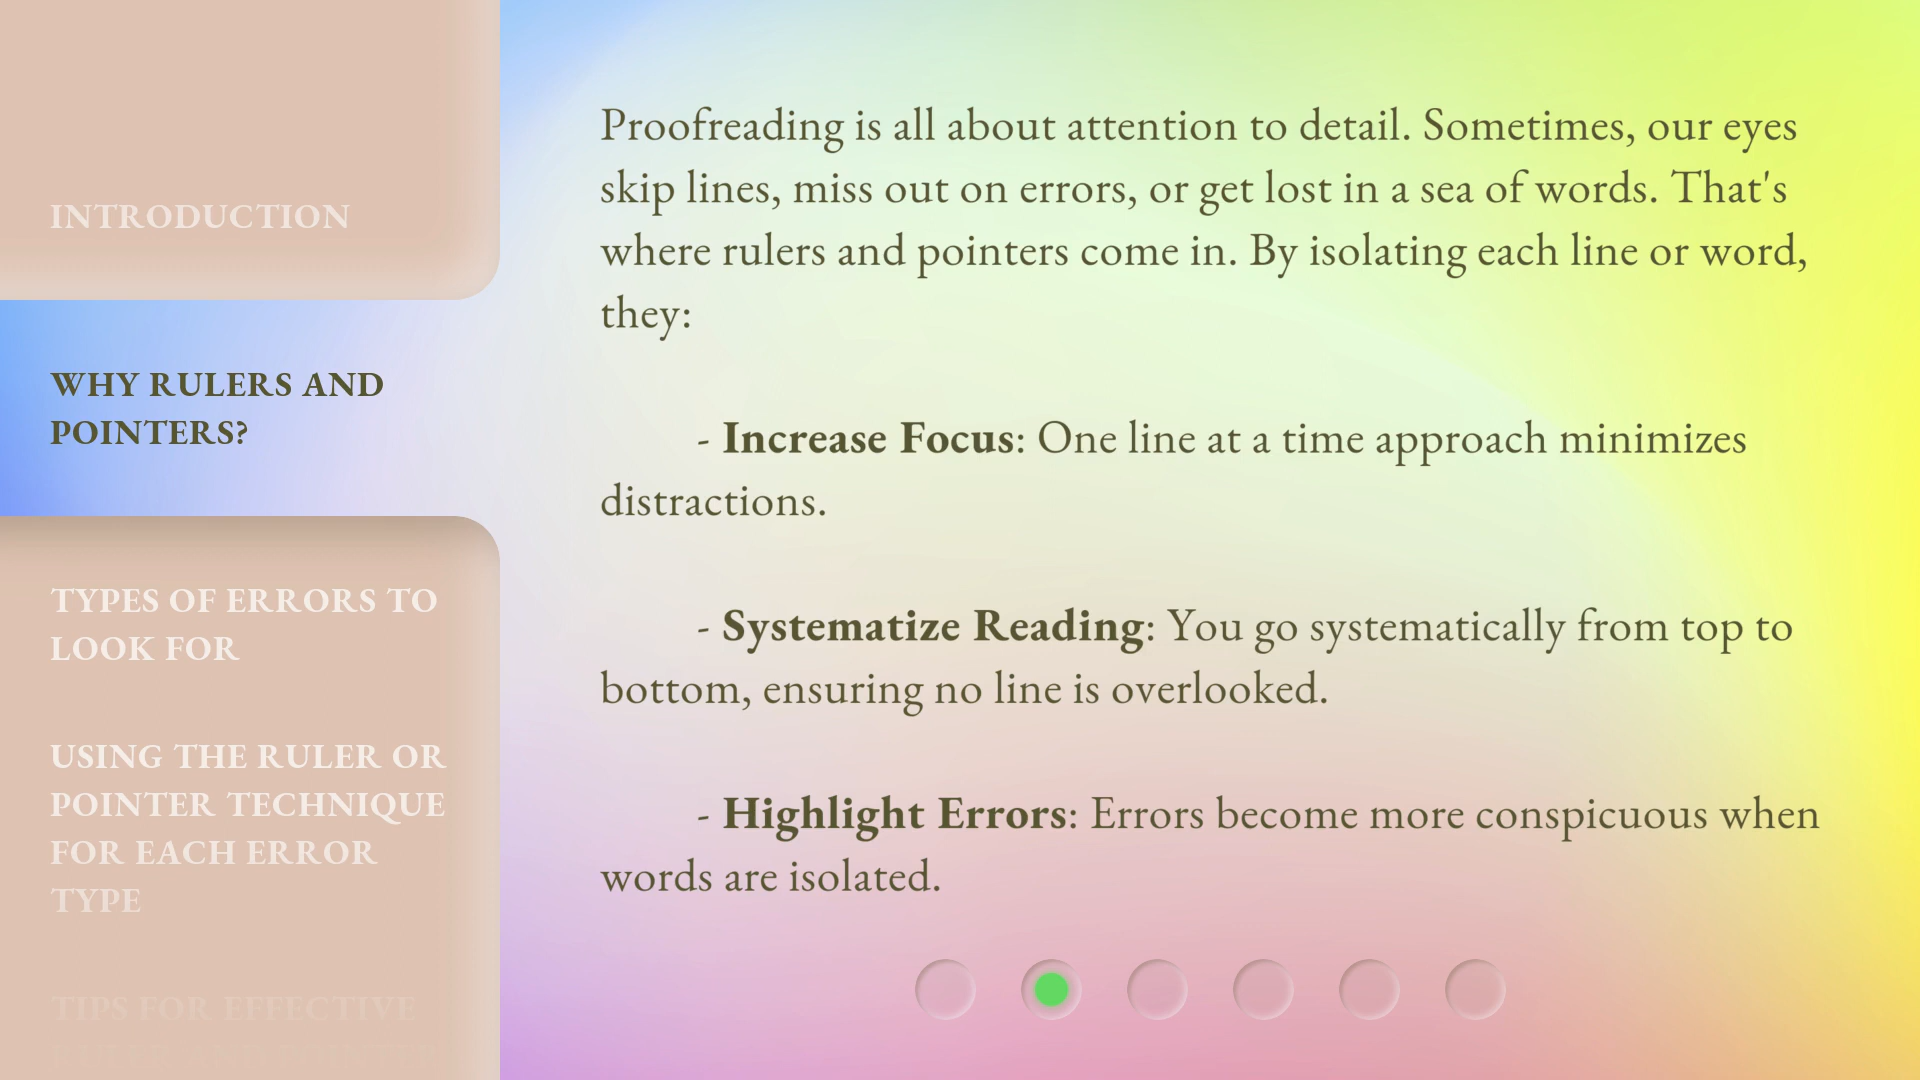 INTRODUCTION
WHY RULERS AND
POINTERS?
TYPES OF ERRORS TO
LOOK FOR
USING THE RULER OR
POINTER TECHNIQUE
FOR EACH ERROR
TYPE
TIPS FOR EFFECTIVE
RULER AND POINTER
Proofreading is all about attention to detail. Sometimes, our eyes
skip lines, miss out on errors, or get lost in a sea of words. That's
where rulers and pointers come in. By isolating each line or word,
they:
- Increase Focus: One line at a time approach minimizes
distractions.
- Systematize Reading: You go systematically from top to
bottom, ensuring no line is overlooked.
- Highlight Errors: Errors become more conspicuous when
words are isolated.